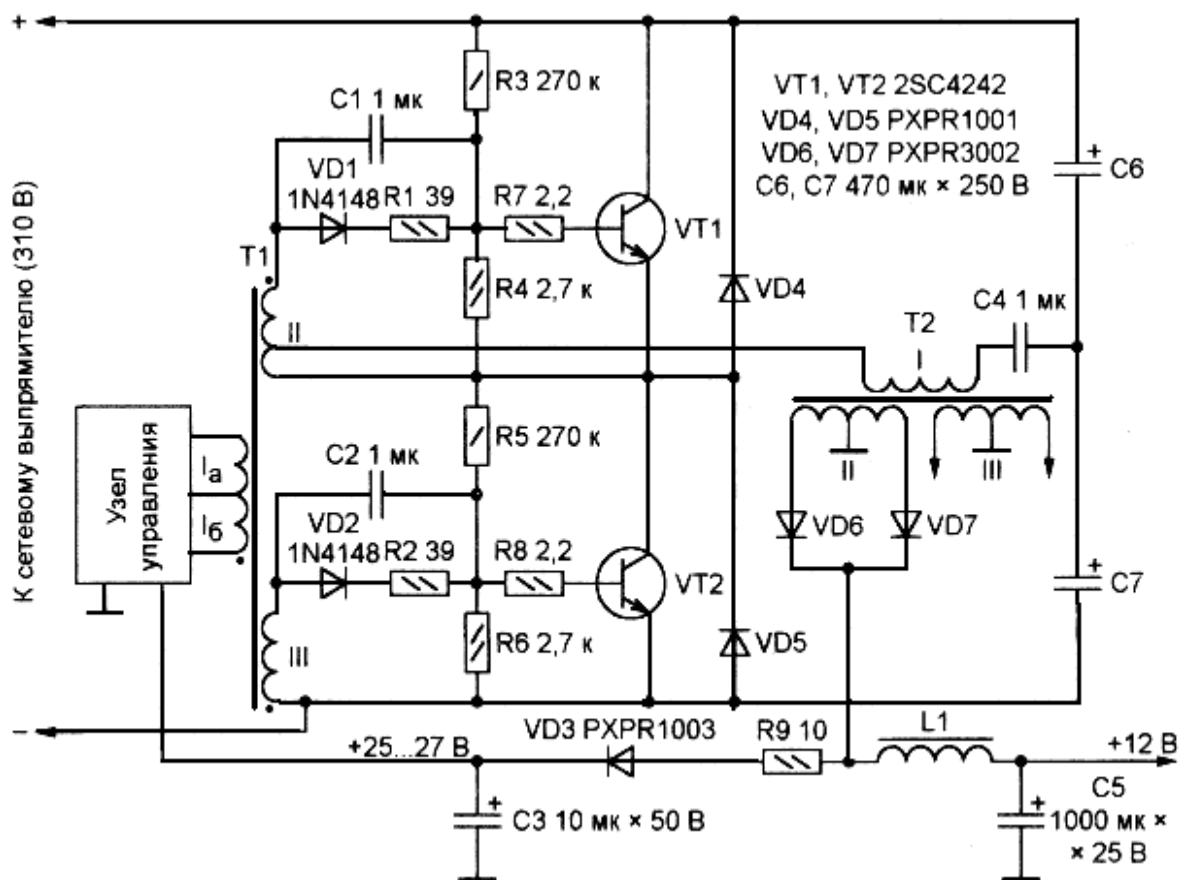 +
К сетевому выпрямителю (310 В)
–
R3 270 к
C1 1 мк
VD1
1N4148
R1 39
R7 2,2
VT1
T1
R4 2,7 к
II
VT1, VT2 2SC4242
VD4, VD5 PXPR1001
VD6, VD7 PXPR3002
C6, C7 470 мк × 250 В
+
C6
VD4
C4 1 мк
T2
I
II
III
VD6
VD7
+
C7
Узел
управления
Iа
Iб
R5 270 к
C2 1 мк
VD2
1N4148
R2 39
R8 2,2
VT2
R6 2,7 к
III
VD5
VD3 PXPR1003
R9 10
L1
+25...27 В
+12 В
+
C3 10 мк × 50 В
+
C5
1000 мк ×
× 25 В